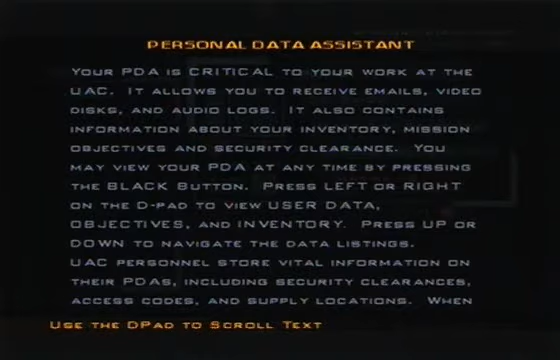 Personal Data Assistant
Your PDA is CRITICAL to your work at the
UAC. It allows you to receive emails, video
disks, and audio logs. It also contains
information about your inventory, mission
objectives and security clearance. You
may view your PDA at any time by pressing
the BLACK Button. Press LEFT or RIGHT
on the D-pad to view USER DATA,
OBJECTIVES, and INVENTORY. Press UP or
DOWN to navigate the data listings.
UAC personnel store vital information on
their PDAs, including security clearances,
access codes, and supply locations. When
Use the DPad to Scroll Text